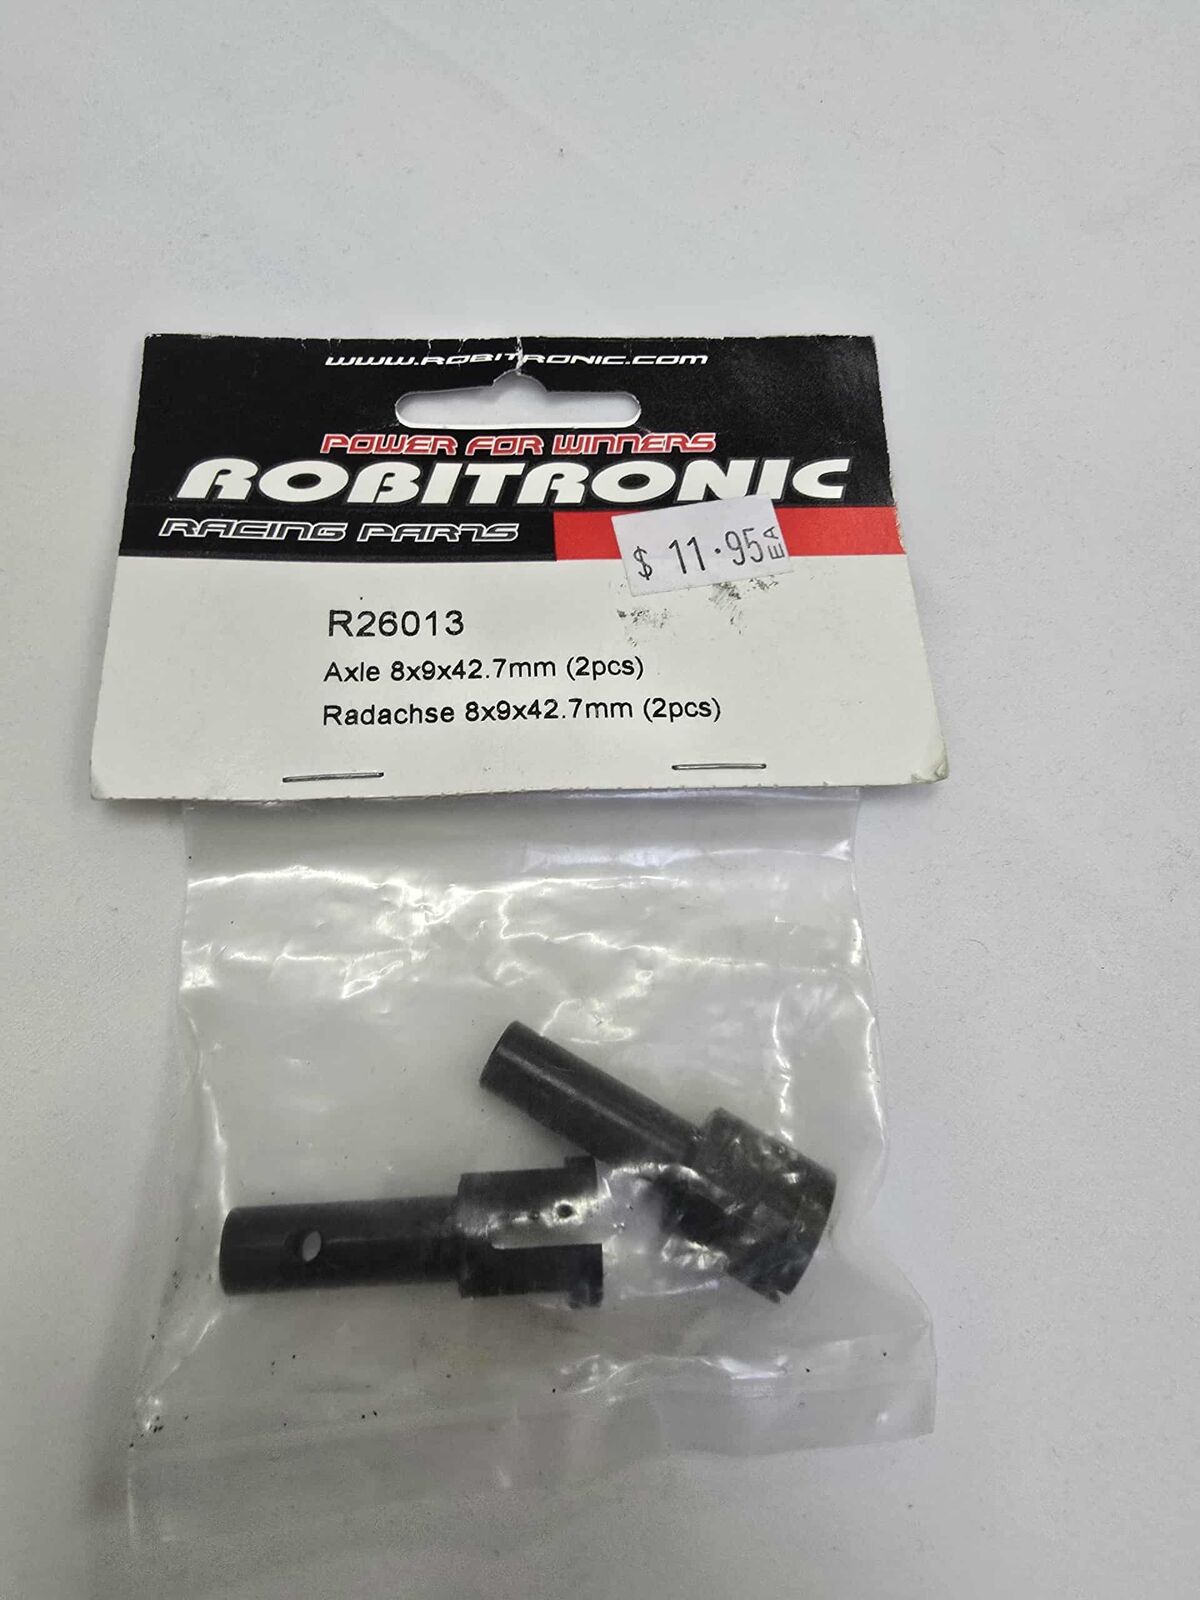 www.robitronic.com
POWER FOR WINNERS
ROBITRONIC
RACING PARTS
$ 11.95 EA
R26013
Axle 8x9x42.7mm (2pcs)
Radachse 8x9x42.7mm (2pcs)